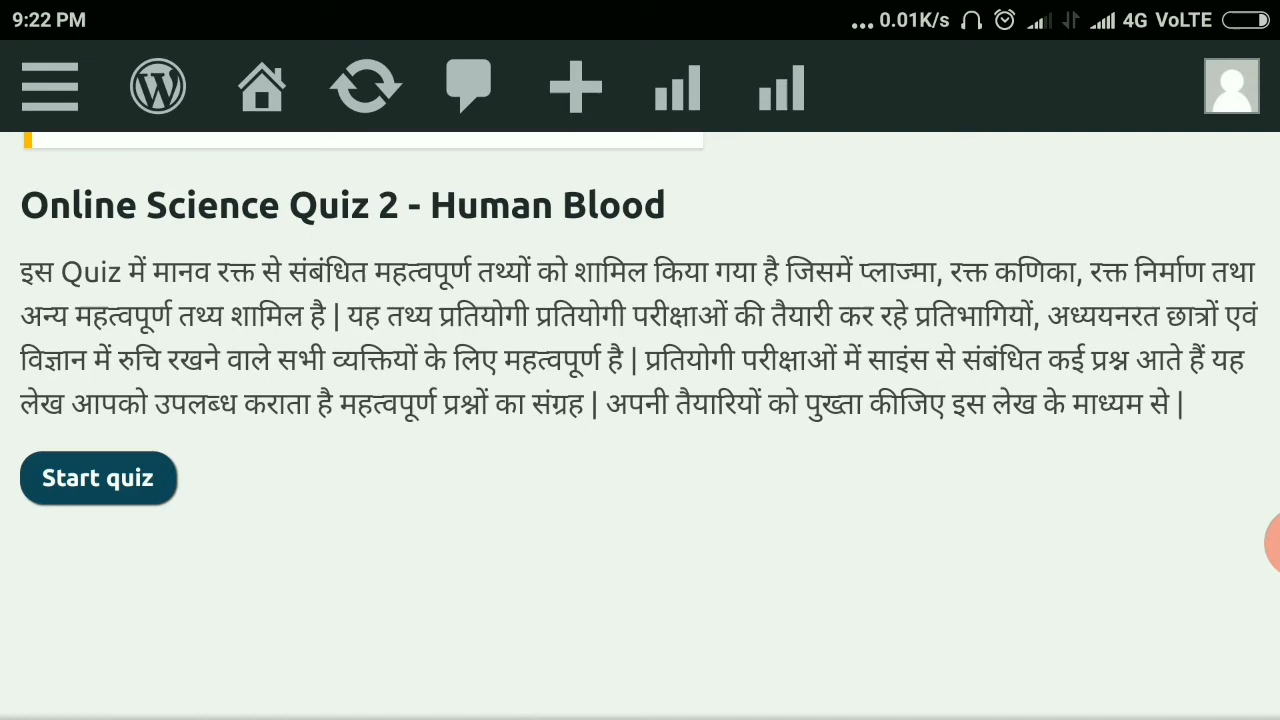 9:22 PM
... 0.01K/s 4G VoLTE
Online Science Quiz 2 - Human Blood
इस Quiz में मानव रक्त से संबंधित महत्वपूर्ण तथ्यों को शामिल किया गया है जिसमें प्लाज्मा, रक्त कणिका, रक्त निर्माण तथा
अन्य महत्वपूर्ण तथ्य शामिल है | यह तथ्य प्रतियोगी प्रतियोगी परीक्षाओं की तैयारी कर रहे प्रतिभागियों, अध्ययनरत छात्रों एवं
विज्ञान में रुचि रखने वाले सभी व्यक्तियों के लिए महत्वपूर्ण है | प्रतियोगी परीक्षाओं में साइंस से संबंधित कई प्रश्न आते हैं यह
लेख आपको उपलब्ध कराता है महत्वपूर्ण प्रश्नों का संग्रह | अपनी तैयारियों को पुख्ता कीजिए इस लेख के माध्यम से |
Start quiz